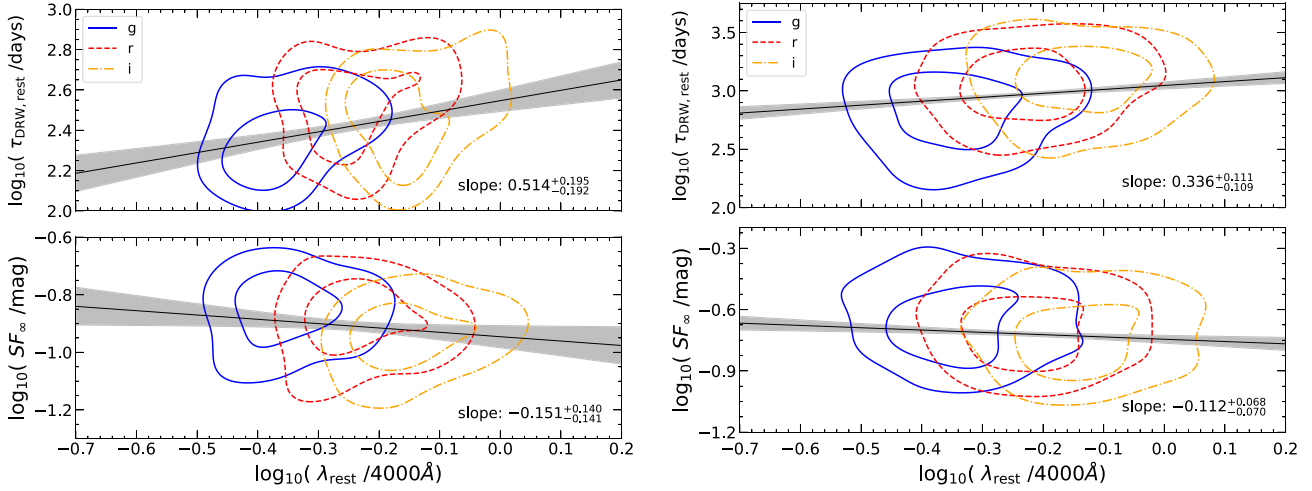 3.0
2.8
2.6
2.4
2.2
2.0
log₁₀( τ_DRW,rest /days)
g
r
i
slope: 0.514^{+0.195}_{−0.192}
−0.6
−0.8
−1.0
−1.2
log₁₀( SF_∞ /mag)
slope: −0.151^{+0.140}_{−0.141}
−0.7 −0.6 −0.5 −0.4 −0.3 −0.2 −0.1 0.0 0.1 0.2
log₁₀( λ_rest /4000Å)
3.5
3.0
2.5
2.0
log₁₀( τ_DRW,rest /days)
g
r
i
slope: 0.336^{+0.111}_{−0.109}
−0.3
−0.6
−0.9
−1.2
log₁₀( SF_∞ /mag)
slope: −0.112^{+0.068}_{−0.070}
−0.7 −0.6 −0.5 −0.4 −0.3 −0.2 −0.1 0.0 0.1 0.2
log₁₀( λ_rest /4000Å)